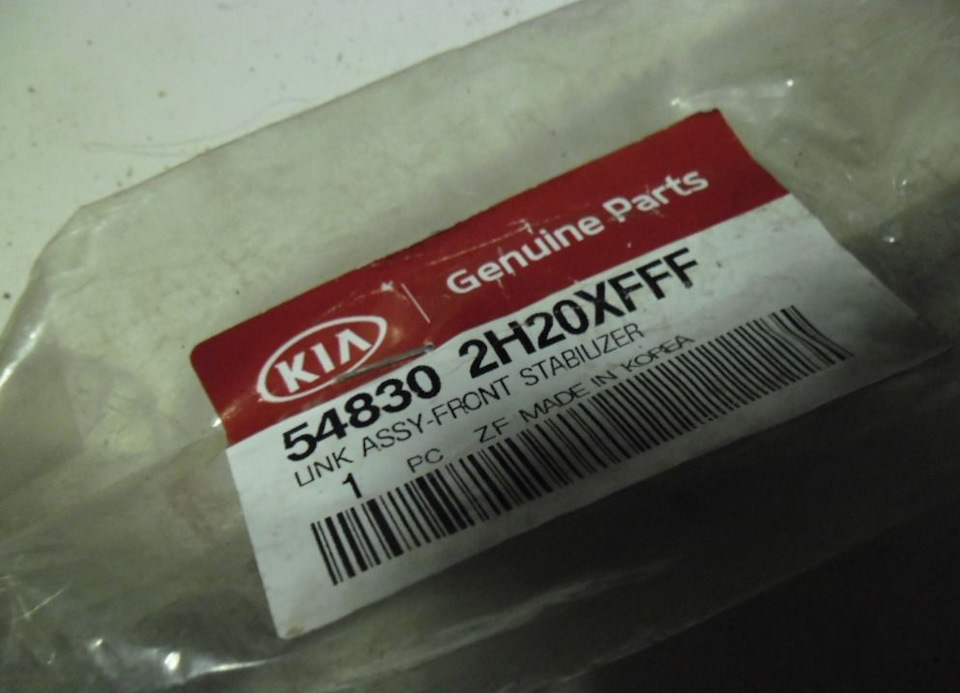 KIA Genuine Parts
54830 2H20XFFF
LINK ASSY-FRONT STABILIZER
1 PC ZF MADE IN KOREA